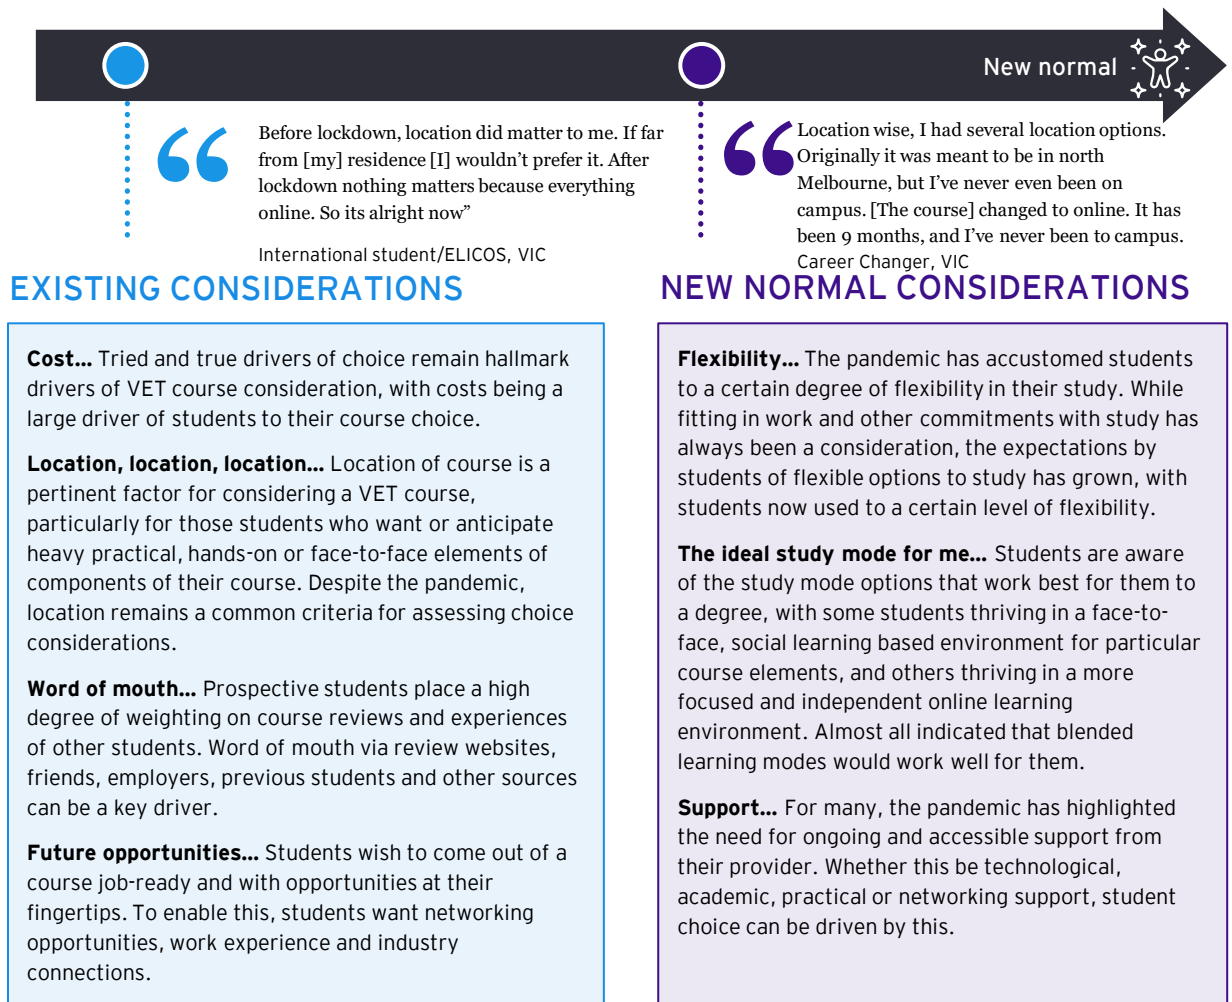 New normal
“
Before lockdown, location did matter to me. If far
from [my] residence [I] wouldn’t prefer it. After
lockdown nothing matters because everything
online. So its alright now”
International student/ELICOS, VIC
“
Location wise, I had several location options.
Originally it was meant to be in north
Melbourne, but I’ve never even been on
campus. [The course] changed to online. It has
been 9 months, and I’ve never been to campus.
Career Changer, VIC
EXISTING CONSIDERATIONS
Cost... Tried and true drivers of choice remain hallmark
drivers of VET course consideration, with costs being a
large driver of students to their course choice.
Location, location, location... Location of course is a
pertinent factor for considering a VET course,
particularly for those students who want or anticipate
heavy practical, hands-on or face-to-face elements of
components of their course. Despite the pandemic,
location remains a common criteria for assessing choice
considerations.
Word of mouth... Prospective students place a high
degree of weighting on course reviews and experiences
of other students. Word of mouth via review websites,
friends, employers, previous students and other sources
can be a key driver.
Future opportunities... Students wish to come out of a
course job-ready and with opportunities at their
fingertips. To enable this, students want networking
opportunities, work experience and industry
connections.
NEW NORMAL CONSIDERATIONS
Flexibility... The pandemic has accustomed students
to a certain degree of flexibility in their study. While
fitting in work and other commitments with study has
always been a consideration, the expectations by
students of flexible options to study has grown, with
students now used to a certain level of flexibility.
The ideal study mode for me... Students are aware
of the study mode options that work best for them to
a degree, with some students thriving in a face-to-
face, social learning based environment for particular
course elements, and others thriving in a more
focused and independent online learning
environment. Almost all indicated that blended
learning modes would work well for them.
Support... For many, the pandemic has highlighted
the need for ongoing and accessible support from
their provider. Whether this be technological,
academic, practical or networking support, student
choice can be driven by this.